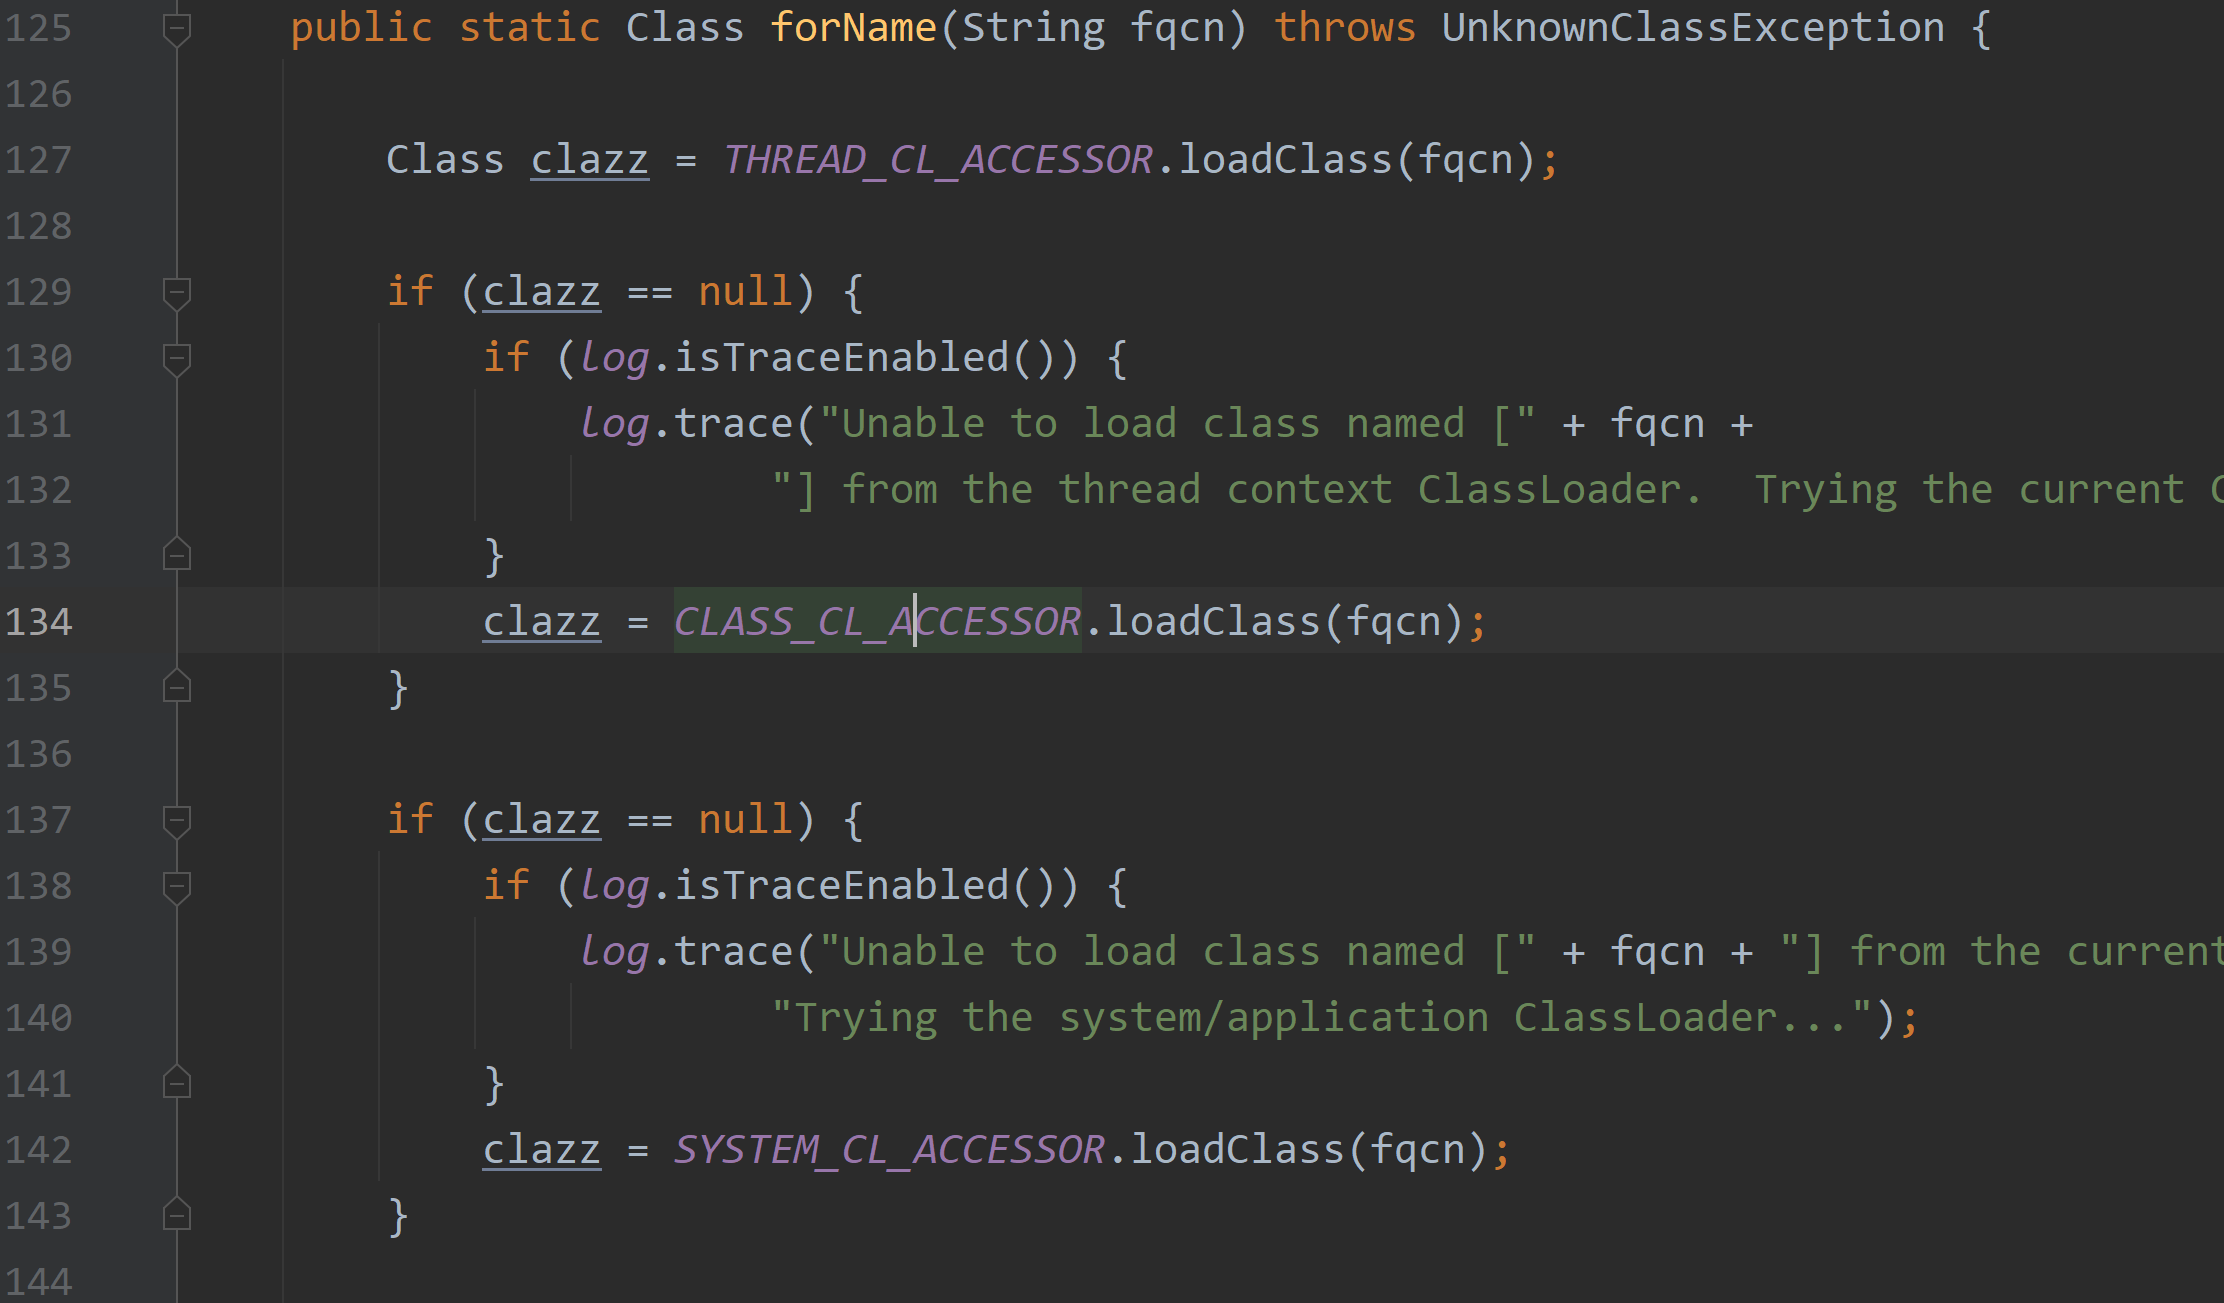 125 public static Class forName(String fqcn) throws UnknownClassException {
126
127 Class clazz = THREAD_CL_ACCESSOR.loadClass(fqcn);
128
129 if (clazz == null) {
130 if (log.isTraceEnabled()) {
131 log.trace("Unable to load class named [" + fqcn +
132 "] from the thread context ClassLoader.  Trying the current C
133 }
134 clazz = CLASS_CL_ACCESSOR.loadClass(fqcn);
135 }
136
137 if (clazz == null) {
138 if (log.isTraceEnabled()) {
139 log.trace("Unable to load class named [" + fqcn + "] from the current
140 "Trying the system/application ClassLoader...");
141 }
142 clazz = SYSTEM_CL_ACCESSOR.loadClass(fqcn);
143 }
144